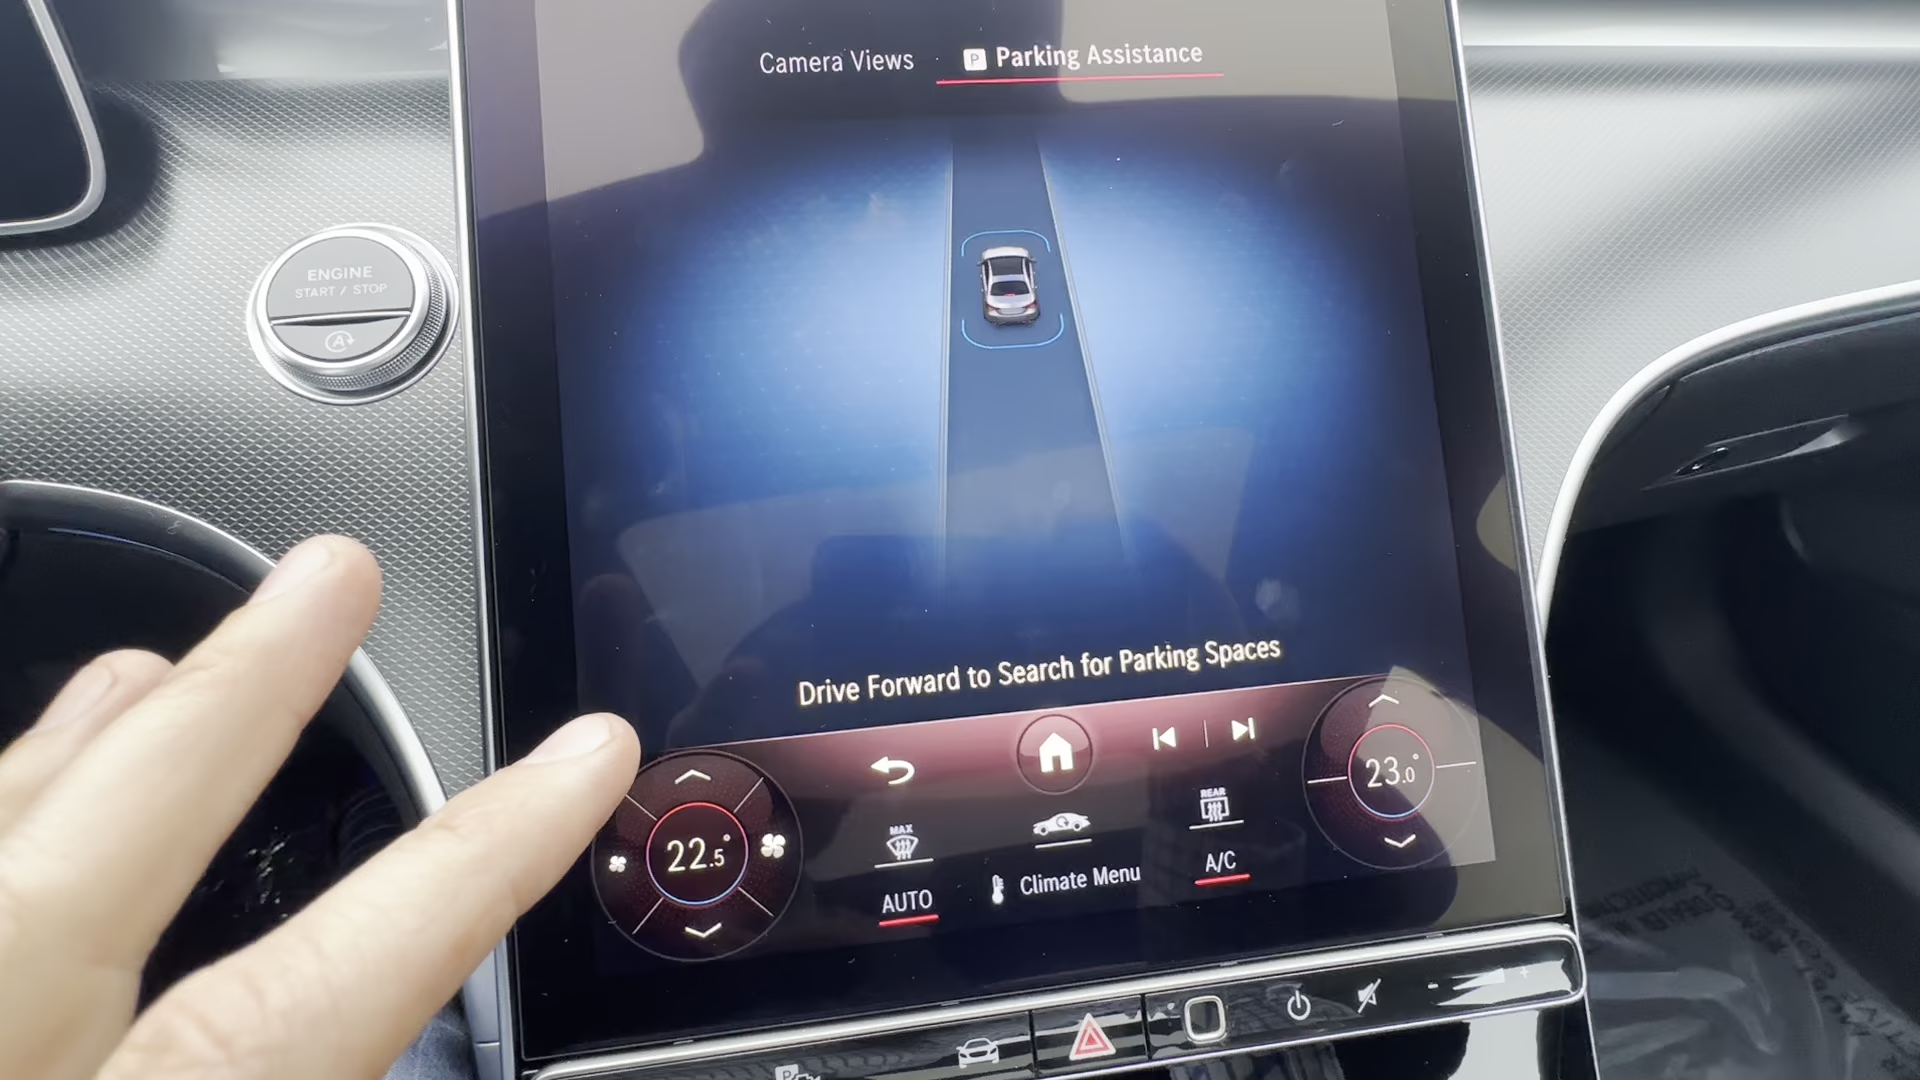 Camera Views
P Parking Assistance
ENGINE
START / STOP
A
Drive Forward to Search for Parking Spaces
22.5°
23.0°
MAX
REAR
AUTO
Climate Menu
A/C
P
- +